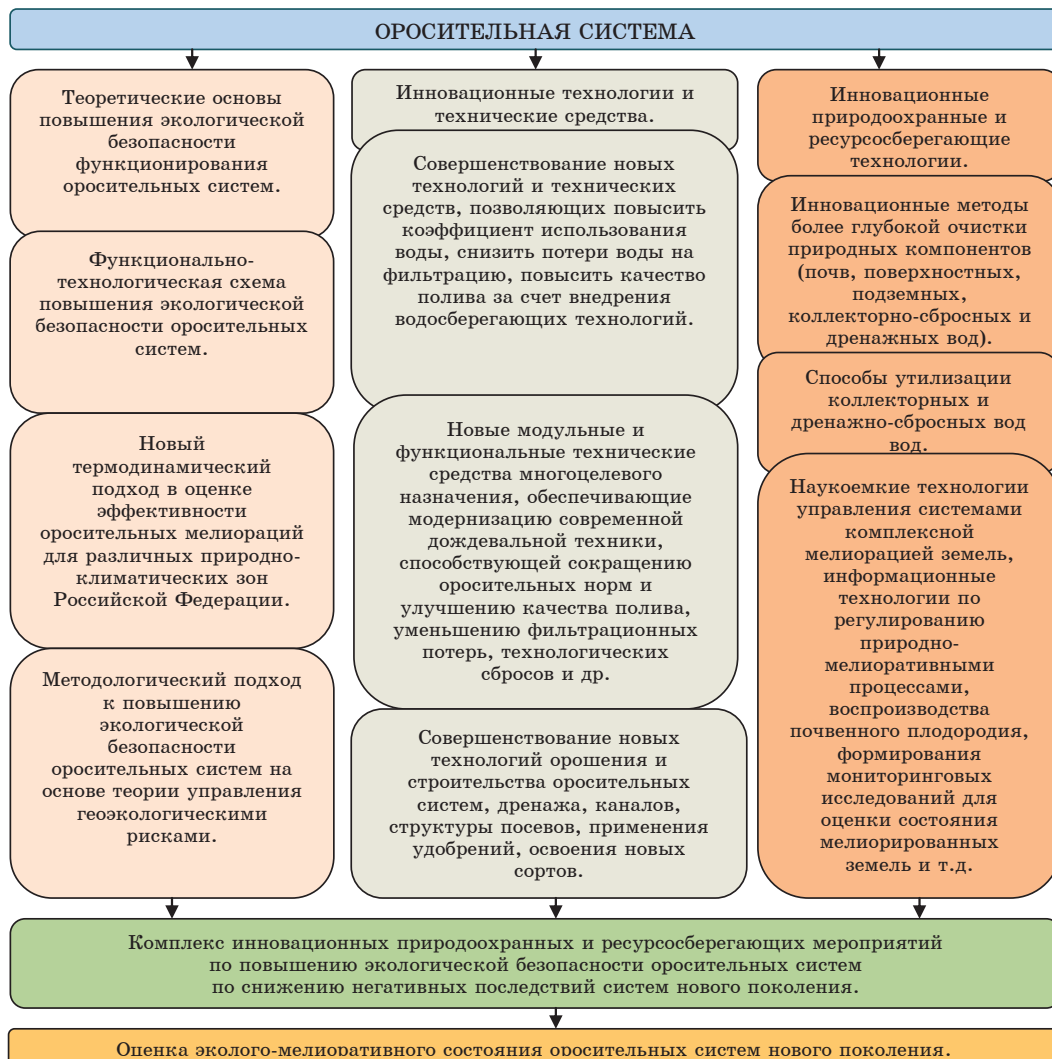 ОРОСИТЕЛЬНАЯ СИСТЕМА
Теоретические основы
повышения экологической
безопасности
функционирования
оросительных систем.
Функционально-
технологическая схема
повышения экологической
безопасности оросительных
систем.
Новый
термодинамический
подход в оценке
эффективности
оросительных мелиораций
для различных природно-
климатических зон
Российской Федерации.
Методологический подход
к повышению
экологической
безопасности
оросительных систем на
основе теории управления
геоэкологическими
рисками.
Инновационные технологии и
технические средства.
Совершенствование новых
технологий и технических
средств, позволяющих повысить
коэффициент использования
воды, снизить потери воды на
фильтрацию, повысить качество
полива за счет внедрения
водосберегающих технологий.
Новые модульные и
функциональные технические
средства многоцелевого
назначения, обеспечивающие
модернизацию современной
дождевальной техники,
способствующей сокращению
оросительных норм и
улучшению качества полива,
уменьшению фильтрационных
потерь, технологических
сбросов и др.
Совершенствование новых
технологий орошения и
строительства оросительных
систем, дренажа, каналов,
структуры посевов, применения
удобрений, освоения новых
сортов.
Инновационные
природоохранные и
ресурсосберегающие
технологии.
Инновационные методы
более глубокой очистки
природных компонентов
(почв, поверхностных,
подземных,
коллекторно-сбросных и
дренажных вод).
Способы утилизации
коллекторных и
дренажно-сбросных вод
вод.
Наукоемкие технологии
управления системами
комплексной
мелиорацией земель,
информационные
технологии по
регулированию
природно-
мелиоративными
процессами,
воспроизводства
почвенного плодородия,
формирования
мониторинговых
исследований для
оценки состояния
мелиорированных
земель и т.д.
Комплекс инновационных природоохранных и ресурсосберегающих мероприятий
по повышению экологической безопасности оросительных систем
по снижению негативных последствий систем нового поколения.
Оценка эколого-мелиоративного состояния оросительных систем нового поколения.